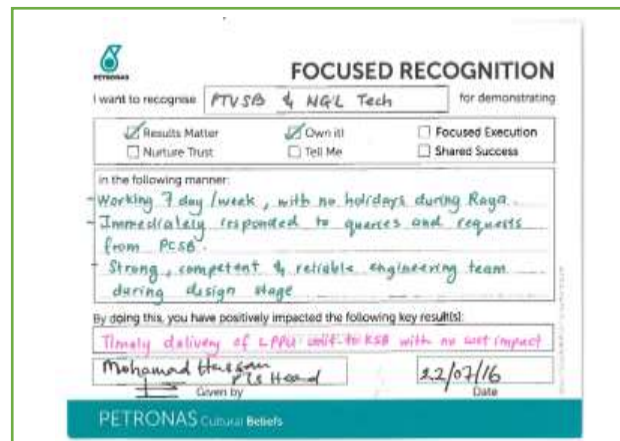 PETRONAS
FOCUSED RECOGNITION
I want to recognise PTVSB & NGL Tech for demonstrating
Results Matter Own it! Focused Execution
Nurture Trust Tell Me Shared Success
in the following manner:
- Working 7 day/week, with no holidays during Raya.
- Immediately responded to queries and requests
from PCSB.
- Strong, competent & reliable engineering team
during design stage
By doing this, you have positively impacted the following key result(s):
Timely delivery of LPPU unit to KSB with no cost impact
Mohamad Hassan
Head 22/07/16
Given by Date
PETRONAS Cultural Beliefs